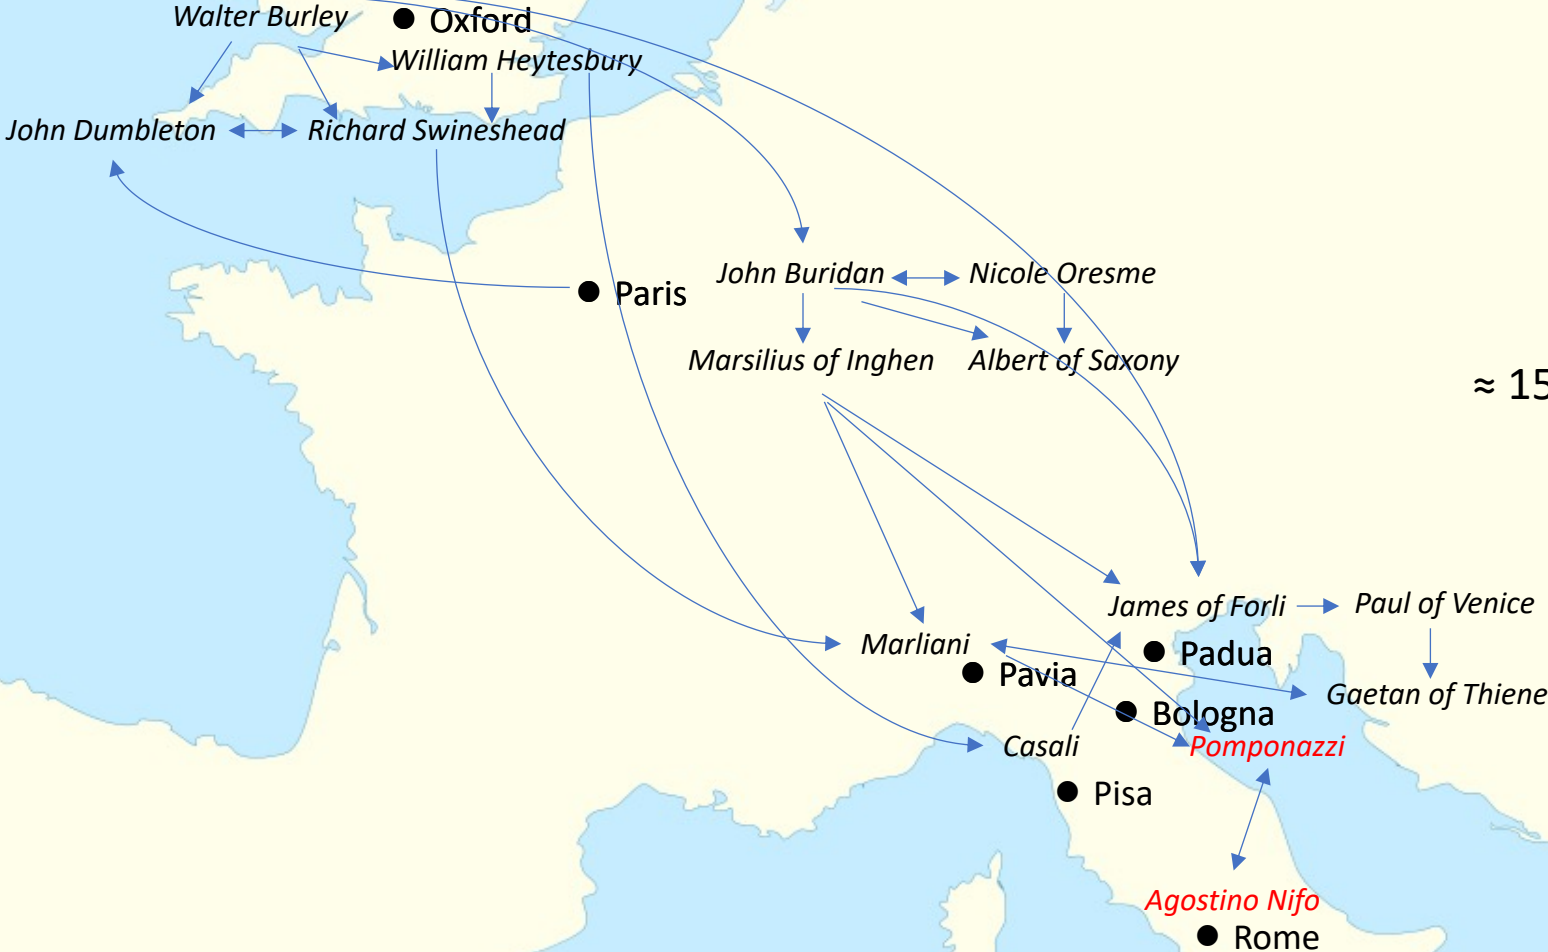 Walter Burley
Oxford
William Heytesbury
John Dumbleton
Richard Swineshead
John Buridan
Nicole Oresme
Paris
Marsilius of Inghen
Albert of Saxony
≈ 15
James of Forli
Paul of Venice
Marliani
Padua
Pavia
Gaetan of Thiene
Bologna
Casali
Pomponazzi
Pisa
Agostino Nifo
Rome